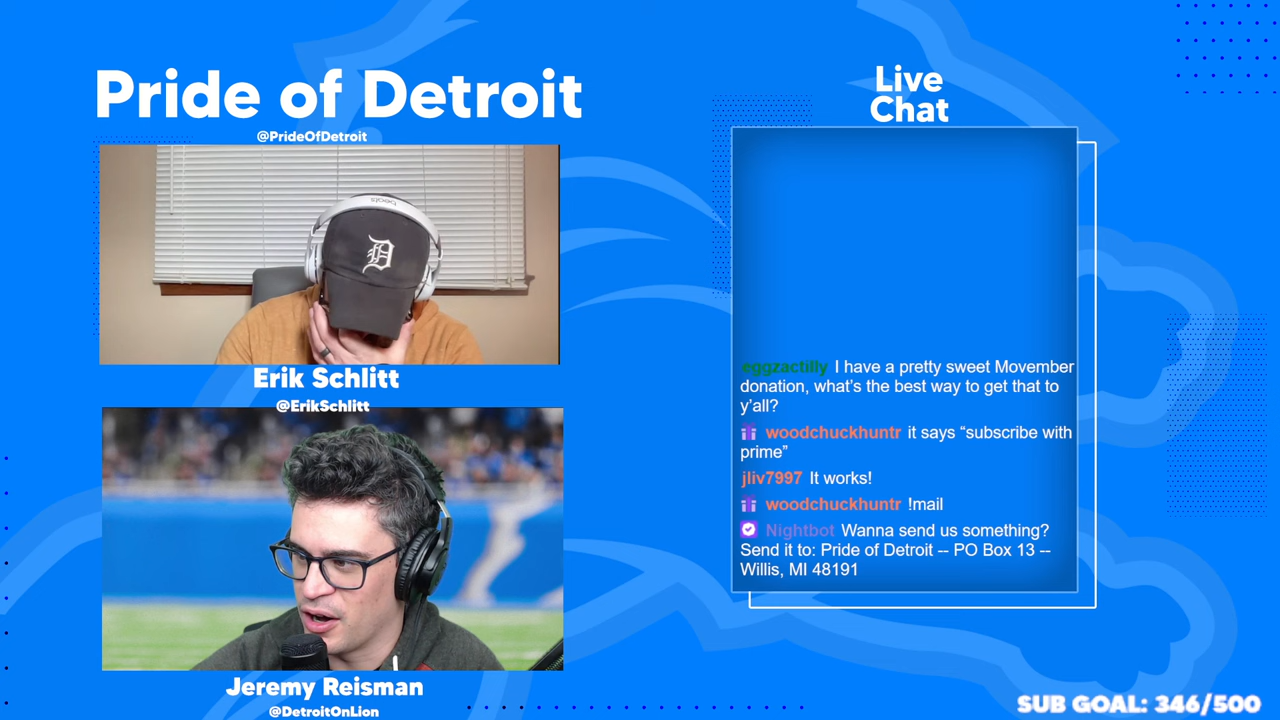 Pride of Detroit
@PrideOfDetroit
beats
D
Erik Schlitt
@ErikSchlitt
Jeremy Reisman
@DetroitOnLion
Live
Chat
eggzactilly I have a pretty sweet Movember
donation, what's the best way to get that to
y'all?
woodchuckhuntr it says “subscribe with
prime”
jliv7997 It works!
woodchuckhuntr !mail
Nightbot Wanna send us something?
Send it to: Pride of Detroit -- PO Box 13 --
Willis, MI 48191
SUB GOAL: 346/500